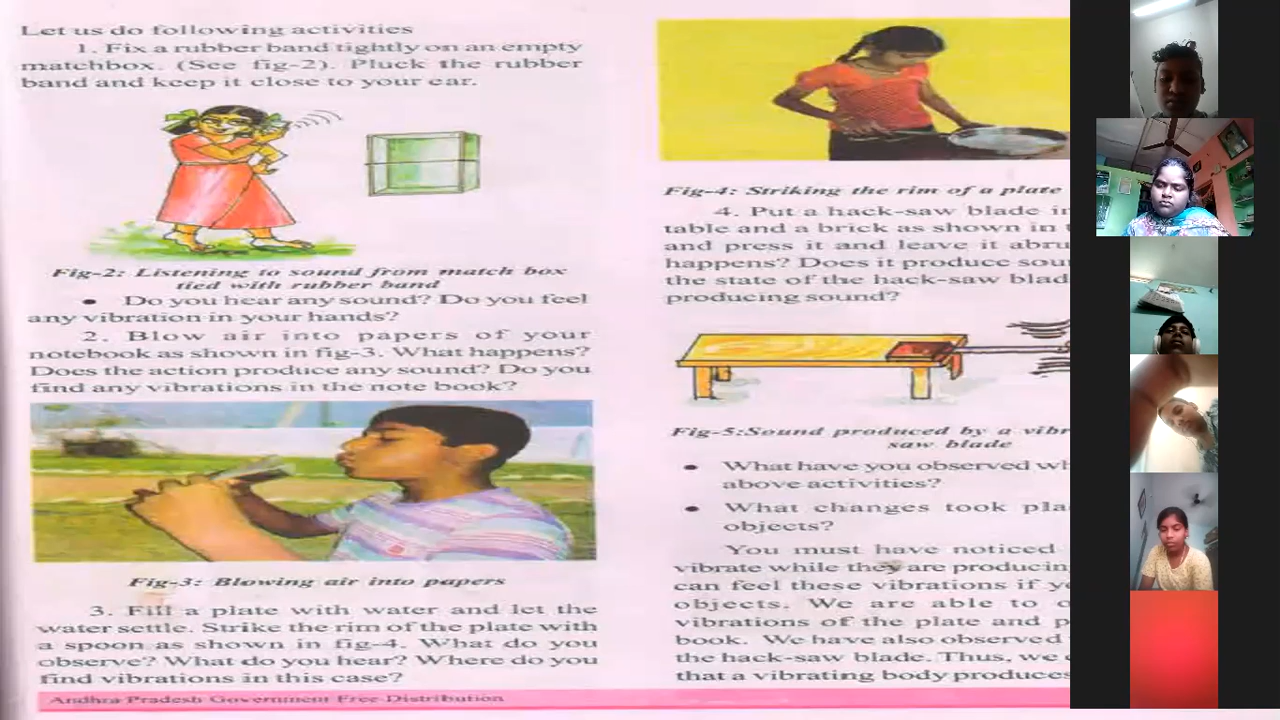 Let us do following activities
1. Fix a rubber band tightly on an empty
matchbox. (See fig-2). Pluck the rubber
band and keep it close to your ear.
Fig-2: Listening to sound from match box
tied with rubber band
• Do you hear any sound? Do you feel
any vibration in your hands?
2. Blow air into papers of your
notebook as shown in fig-3. What happens?
Does the action produce any sound? Do you
find any vibrations in the note book?
Fig-3: Blowing air into papers
3. Fill a plate with water and let the
water settle. Strike the rim of the plate with
a spoon as shown in fig-4. What do you
observe? What do you hear? Where do you
find vibrations in this case?
Andhra Pradesh Government Free Distribution
Fig-4: Striking the rim of a plate
4. Put a hack-saw blade
table and a brick as shown in
and press it and leave it
happens? Does it produce
the state of the hack-saw
producing sound?
Fig-5:Sound produced by a
saw blade
• What have you observed
above activities?
• What changes took
objects?
You must have noticed
vibrate while they are
can feel these vibrations if
objects. We are able to
vibrations of the plate and
book. We have also observed
the hack-saw blade. Thus, we
that a vibrating body